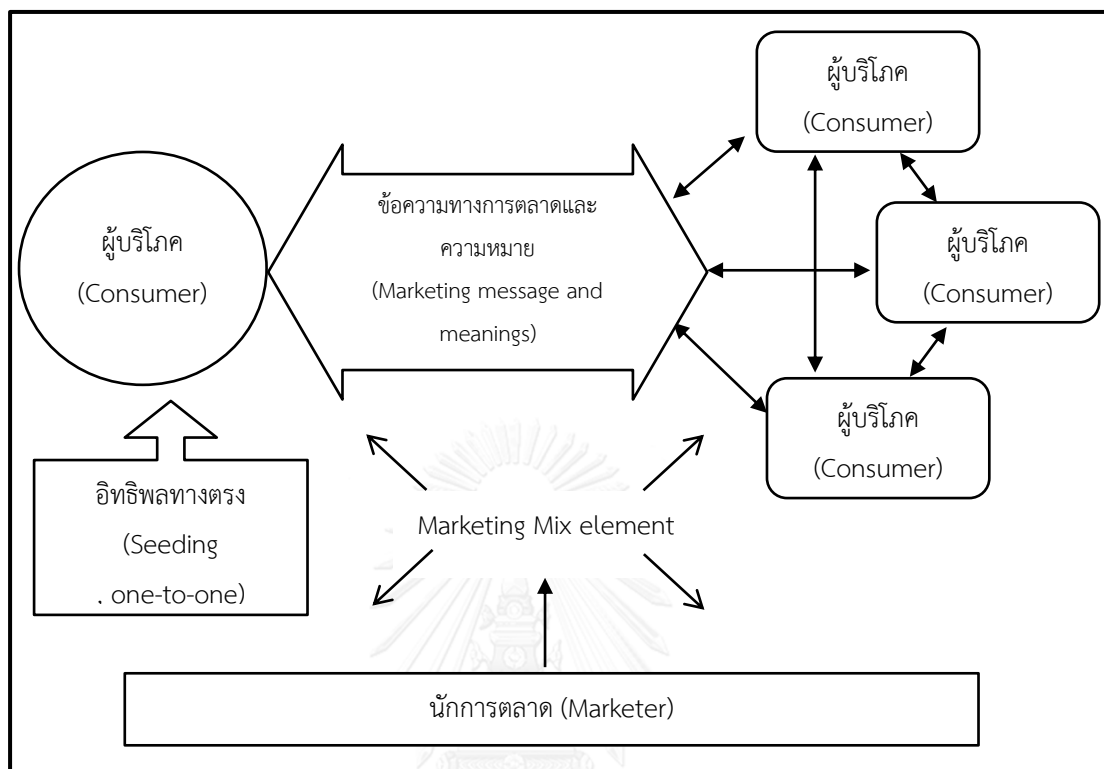 ผู้บริโภค
(Consumer)
ข้อความทางการตลาดและ
ความหมาย
(Marketing message and
meanings)
ผู้บริโภค
(Consumer)
ผู้บริโภค
(Consumer)
ผู้บริโภค
(Consumer)
อิทธิพลทางตรง
(Seeding
, one-to-one)
Marketing Mix element
นักการตลาด (Marketer)